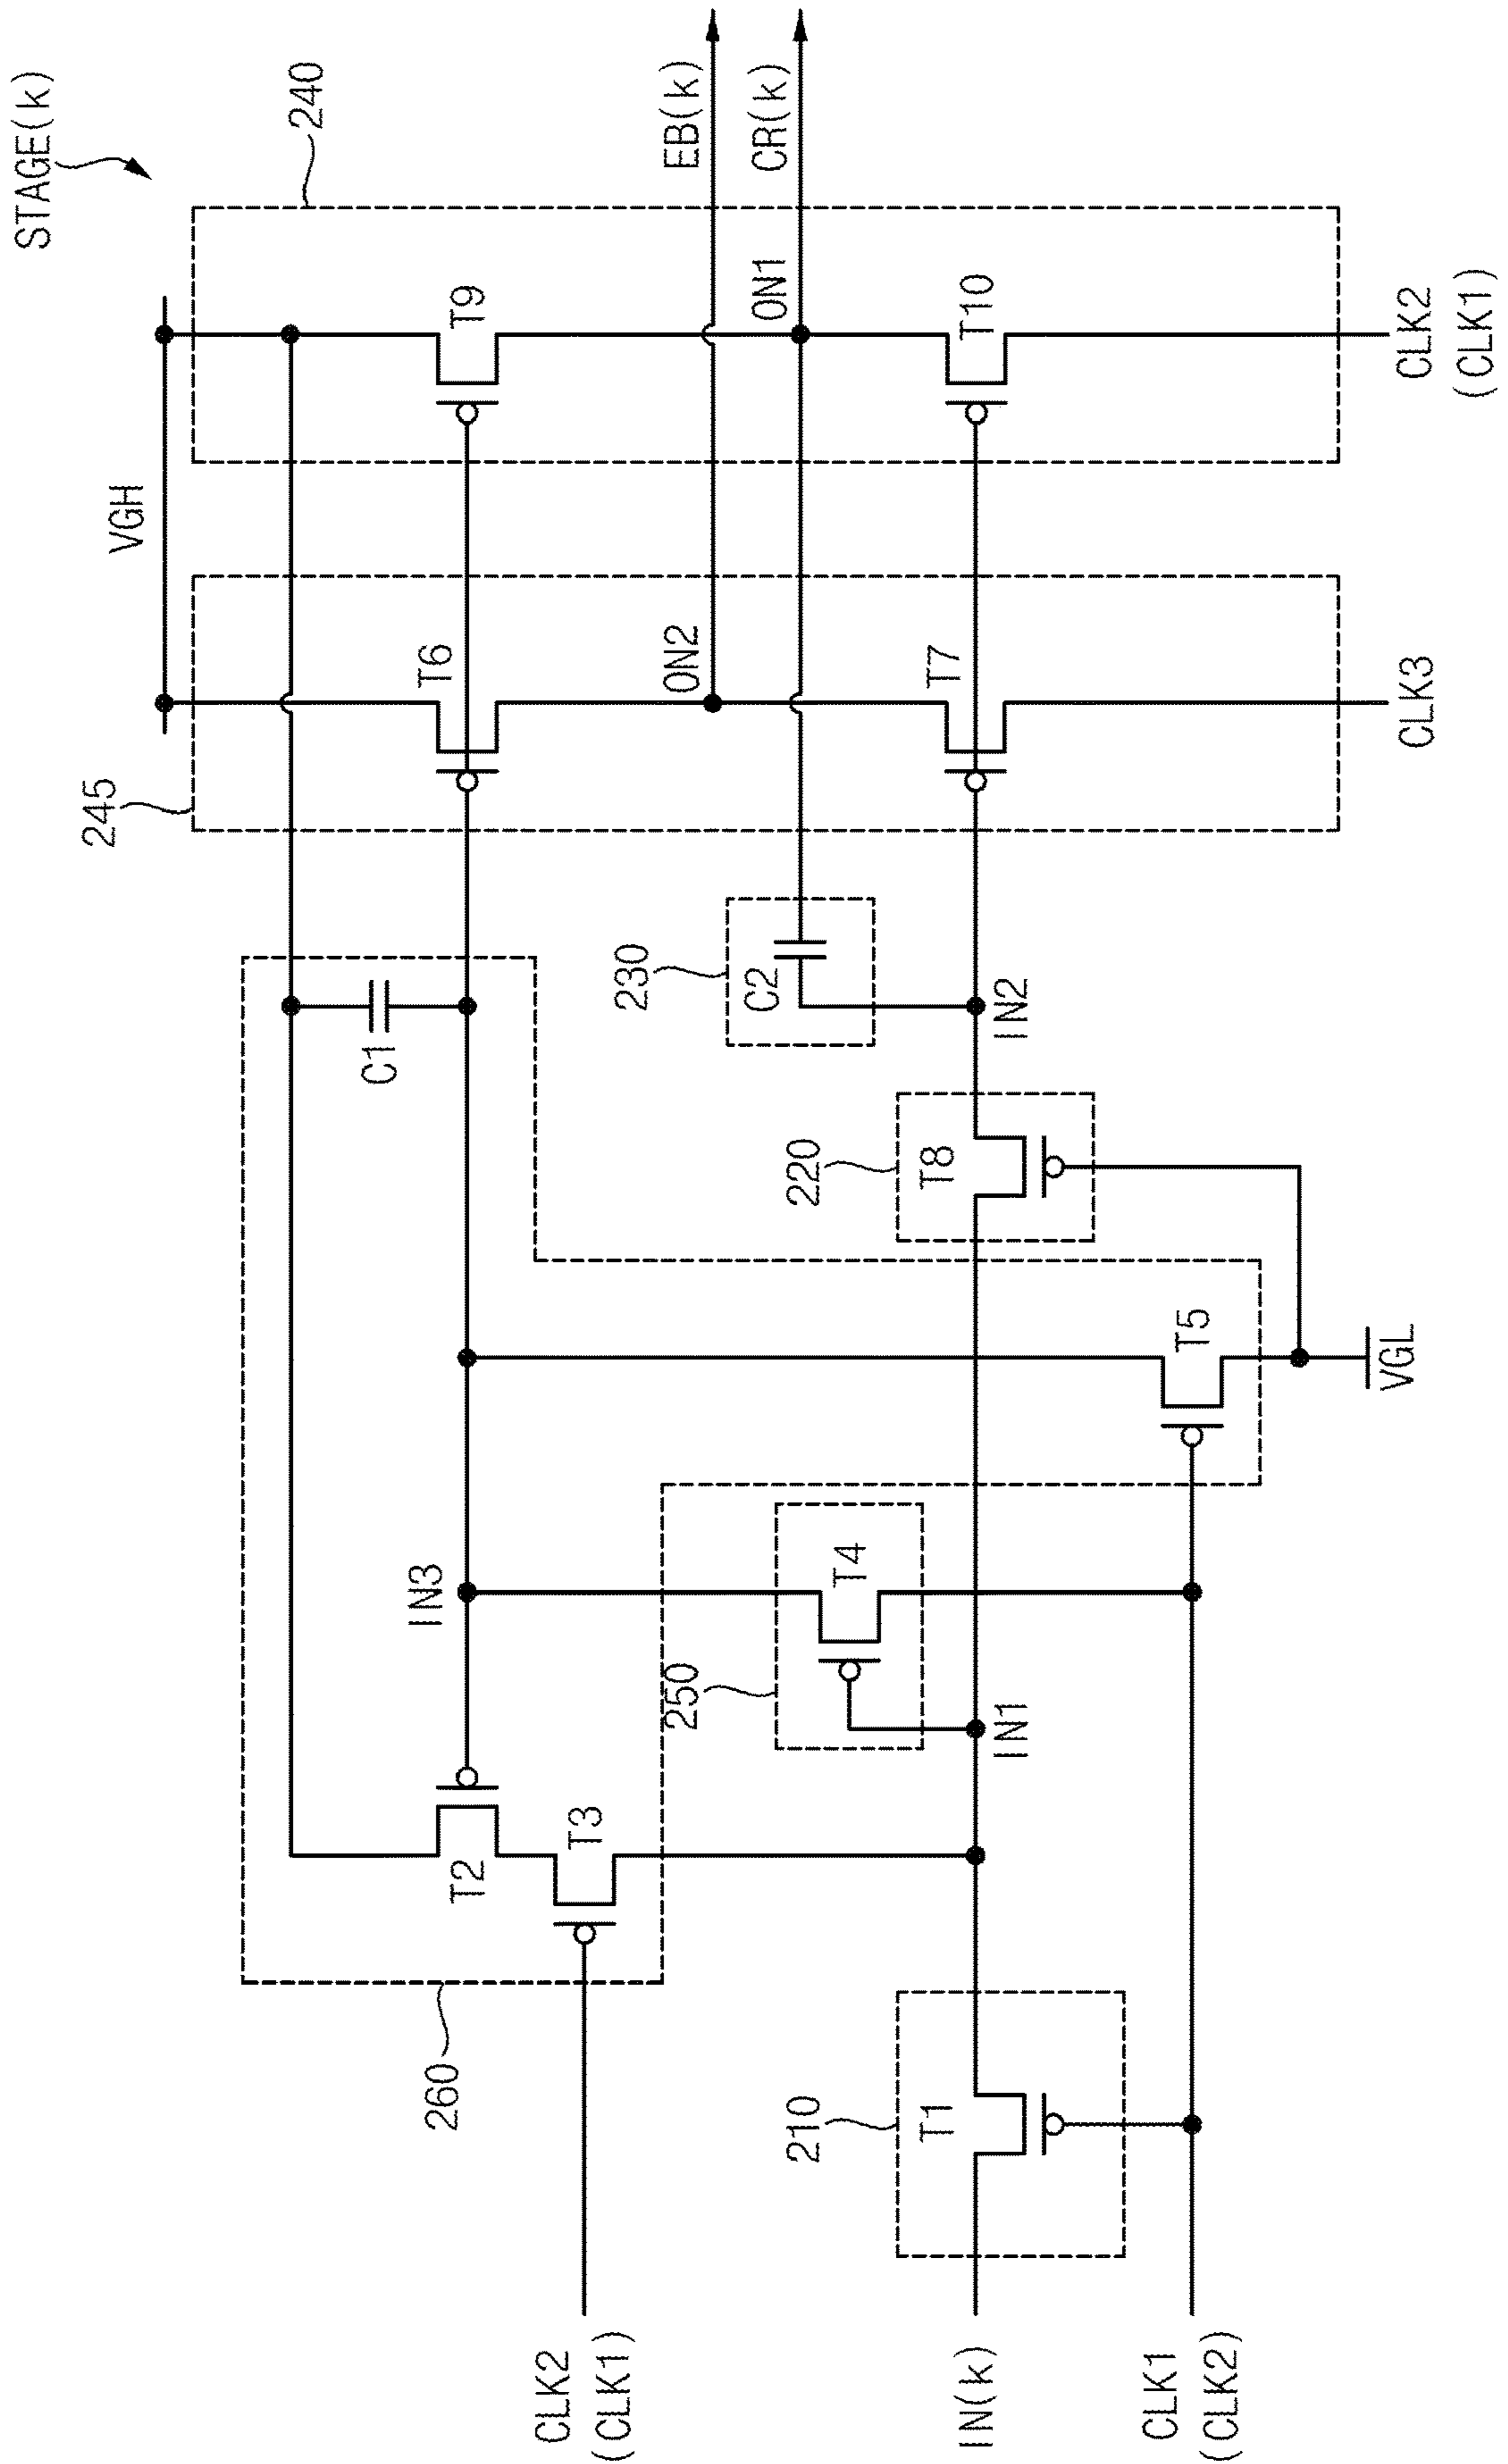 STAGE(k)
240
VGH
EB(k)
CR(k)
T9
ON1
T10
CLK2
(CLK1)
245
T6
ON2
T7
CLK3
230
C2
C1
IN2
220
T8
T5
VGL
IN3
250
T4
IN1
T2
T3
260
210
T1
CLK2
(CLK1)
IN(k)
CLK1
(CLK2)